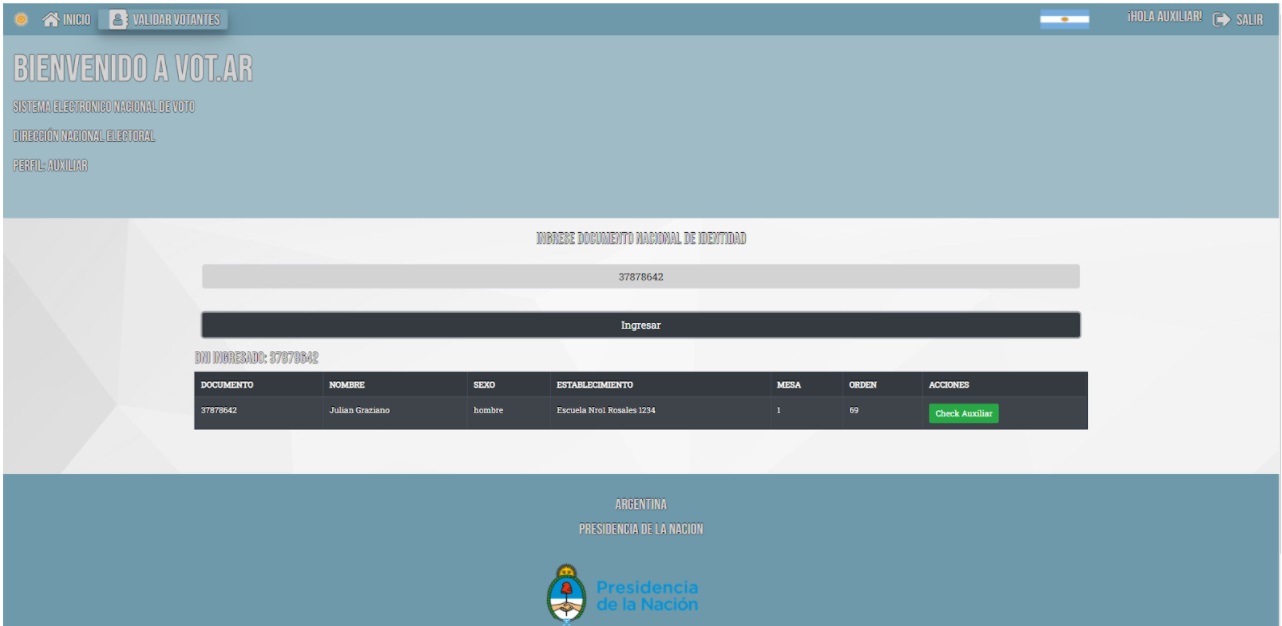 INICIO VALIDAR VOTANTES ¡HOLA AUXILIAR! SALIR
BIENVENIDO A VOT.AR
SISTEMA ELECTRONICO NACIONAL DE VOTO
DIRECCIÓN NACIONAL ELECTORAL
PERFIL: AUXILIAR
INGRESE DOCUMENTO NACIONAL DE IDENTIDAD
37878642
Ingresar
DNI INGRESADO: 37878642
DOCUMENTO NOMBRE SEXO ESTABLECIMIENTO MESA ORDEN ACCIONES
37878642 Julian Graziano hombre Escuela Nro1 Rosales 1234 1 69 Check Auxiliar
ARGENTINA
PRESIDENCIA DE LA NACION
Presidencia
de la Nación